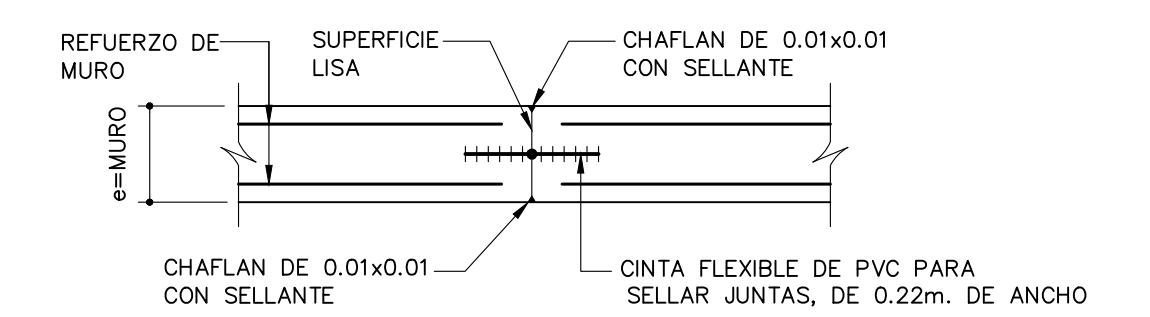 REFUERZO DE
MURO
SUPERFICIE
LISA
CHAFLAN DE 0.01x0.01
CON SELLANTE
e=MURO
CHAFLAN DE 0.01x0.01
CON SELLANTE
CINTA FLEXIBLE DE PVC PARA
SELLAR JUNTAS, DE 0.22m. DE ANCHO